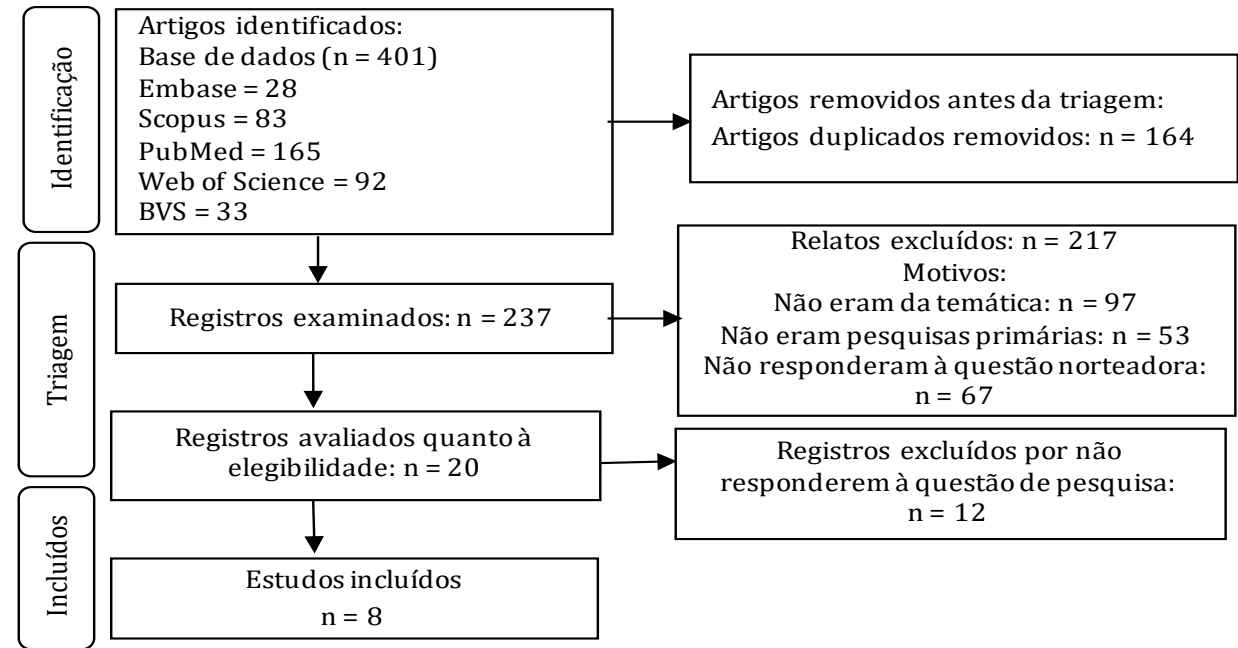 Identificação
Artigos identificados:
Base de dados (n = 401)
Embase = 28
Scopus = 83
PubMed = 165
Web of Science = 92
BVS = 33
Artigos removidos antes da triagem:
Artigos duplicados removidos: n = 164
Triagem
Registros examinados: n = 237
Relatos excluídos: n = 217
Motivos:
Não eram da temática: n = 97
Não eram pesquisas primárias: n = 53
Não responderam à questão norteadora:
n = 67
Registros avaliados quanto à
elegibilidade: n = 20
Registros excluídos por não
responderem à questão de pesquisa:
n = 12
Incluídos
Estudos incluídos
n = 8